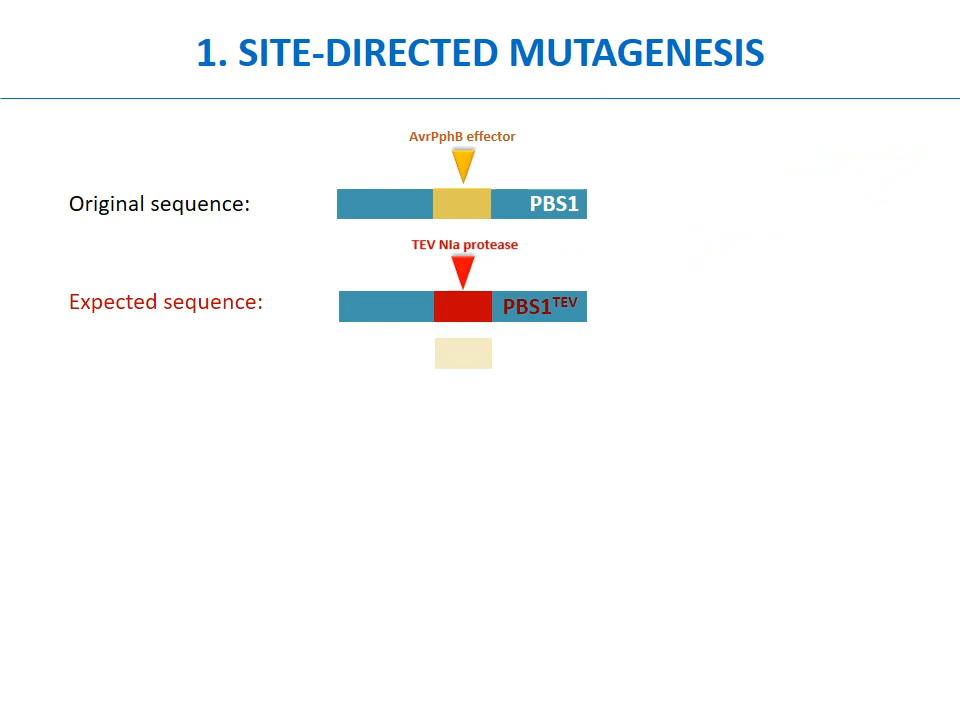 1. SITE-DIRECTED MUTAGENESIS
AvrPphB effector
Original sequence:
PBS1
TEV NIa protease
Expected sequence:
PBS1TEV